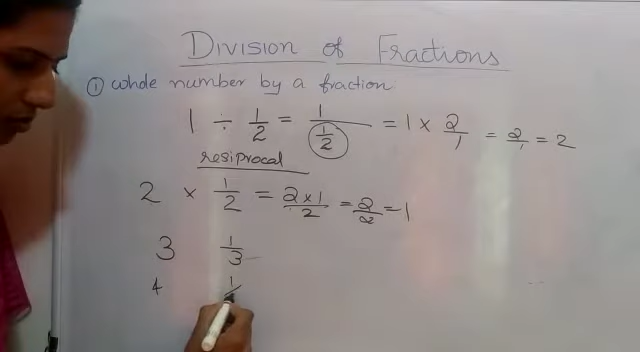 Division of Fractions
① whole number by a fraction
1 ÷ 1/2 = 1/(1/2) = 1 × 2/1 = 2/1 = 2
resiprocal
2 × 1/2 = 2×1/2 = 2/2 = 1
3 1/3
4 1/